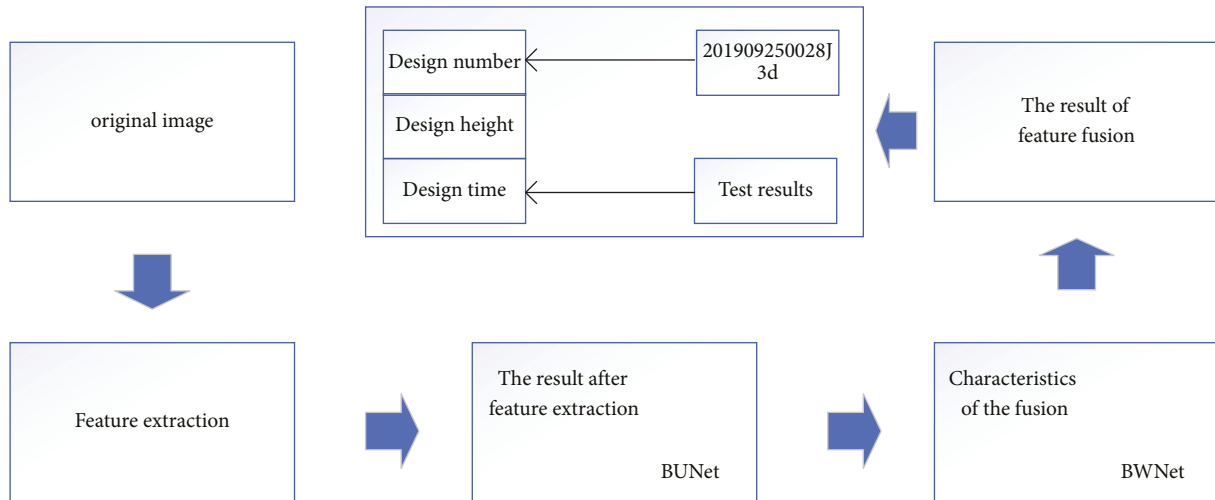 original image
Design number
201909250028J
3d
Design height
Design time
Test results
The result of
feature fusion
Feature extraction
The result after
feature extraction
BUNet
Characteristics
of the fusion
BWNet